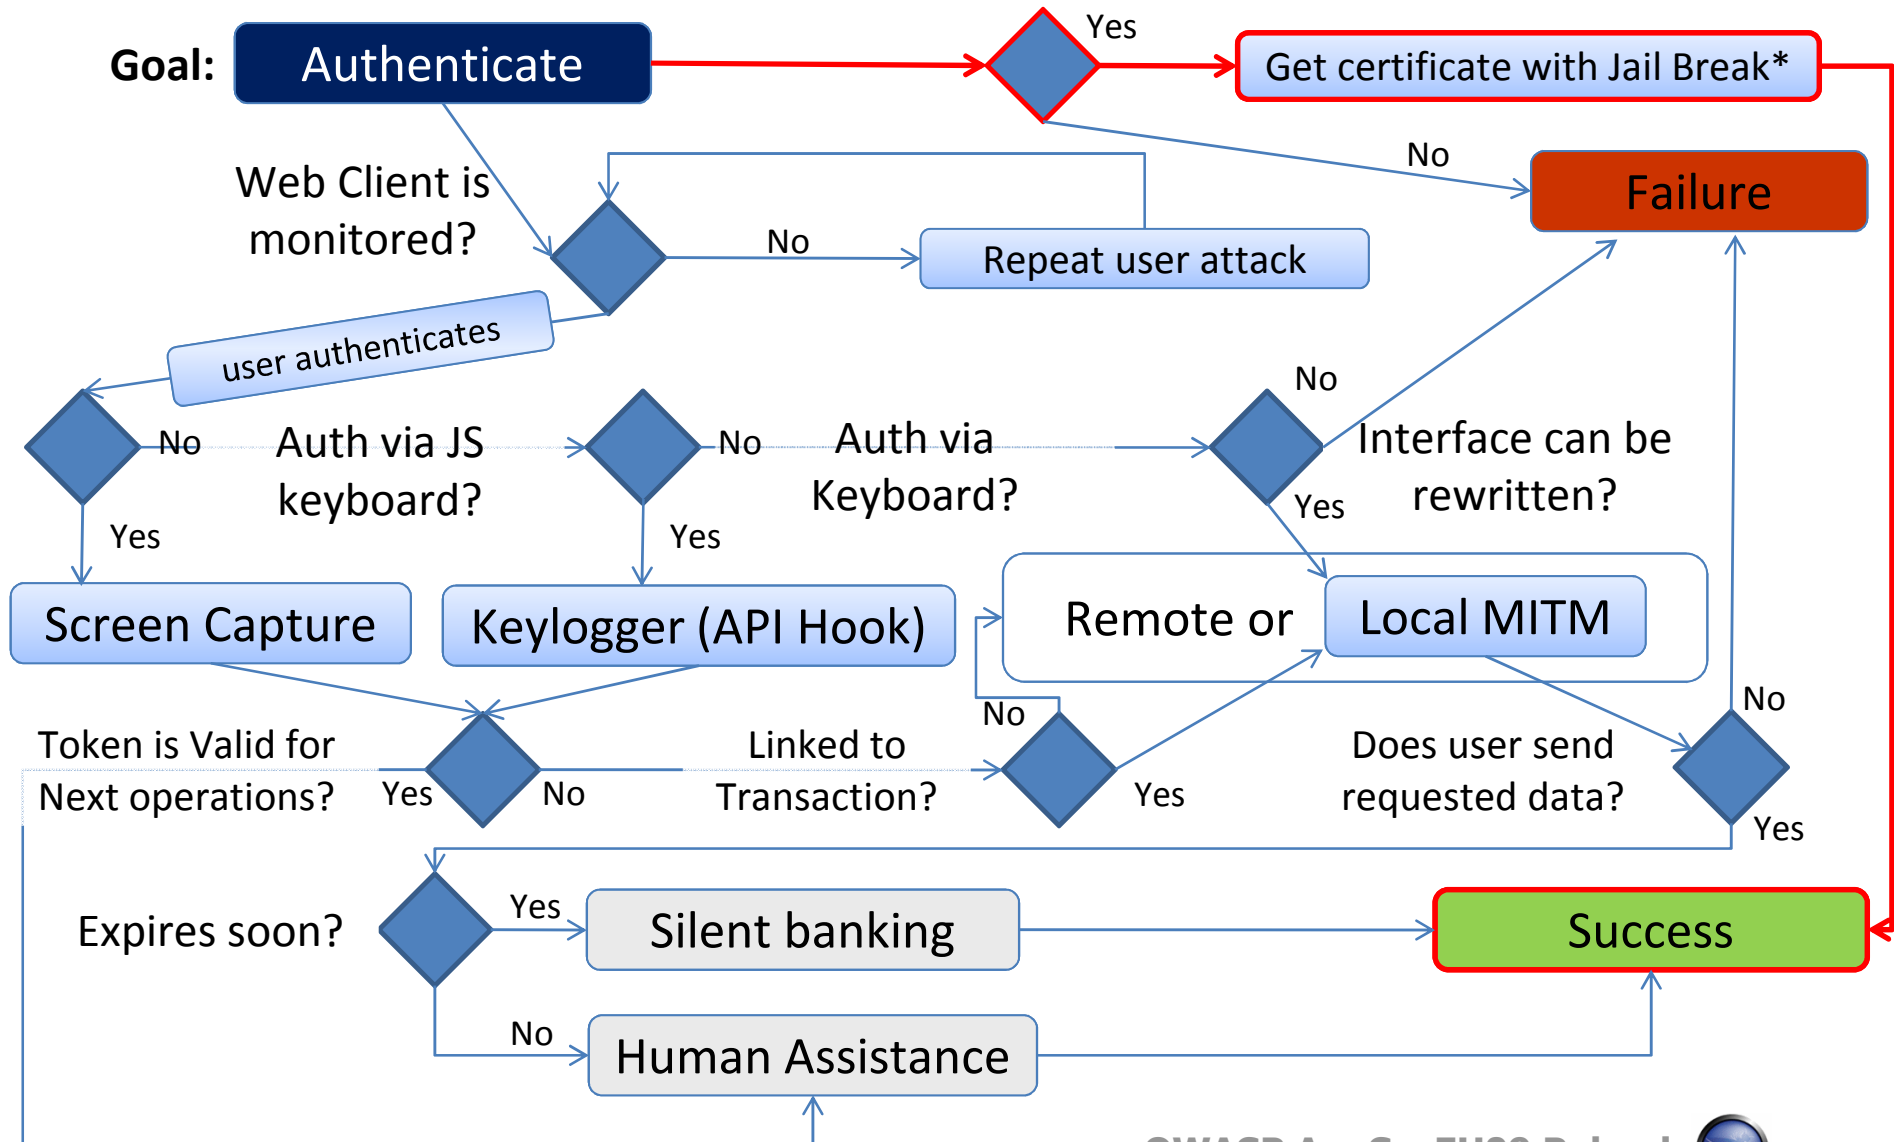 Goal:
Authenticate
Yes
Get certificate with Jail Break*
No
Failure
Web Client is
monitored?
No
Repeat user attack
user authenticates
No
Auth via JS
keyboard?
No
Auth via
Keyboard?
No
Interface can be
rewritten?
Yes
Yes
Yes
Screen Capture
Keylogger (API Hook)
Remote or
Local MITM
Token is Valid for
Next operations?
Yes
No
Linked to
Transaction?
No
Yes
Does user send
requested data?
No
Yes
Expires soon?
Yes
Silent banking
Success
No
Human Assistance